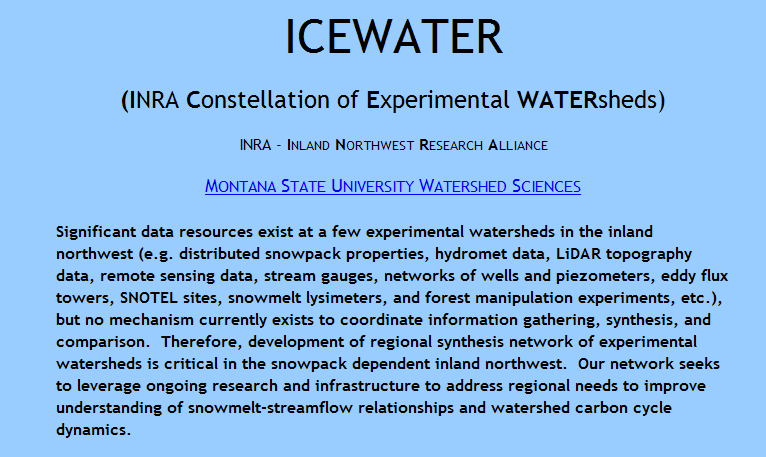 ICEWATER
(INRA Constellation of Experimental WATERsheds)
INRA - Inland Northwest Research Alliance
Montana State University Watershed Sciences
Significant data resources exist at a few experimental watersheds in the inland
northwest (e.g. distributed snowpack properties, hydromet data, LiDAR topography
data, remote sensing data, stream gauges, networks of wells and piezometers, eddy flux
towers, SNOTEL sites, snowmelt lysimeters, and forest manipulation experiments, etc.),
but no mechanism currently exists to coordinate information gathering, synthesis, and
comparison.  Therefore, development of regional synthesis network of experimental
watersheds is critical in the snowpack dependent inland northwest.  Our network seeks
to leverage ongoing research and infrastructure to address regional needs to improve
understanding of snowmelt-streamflow relationships and watershed carbon cycle
dynamics.